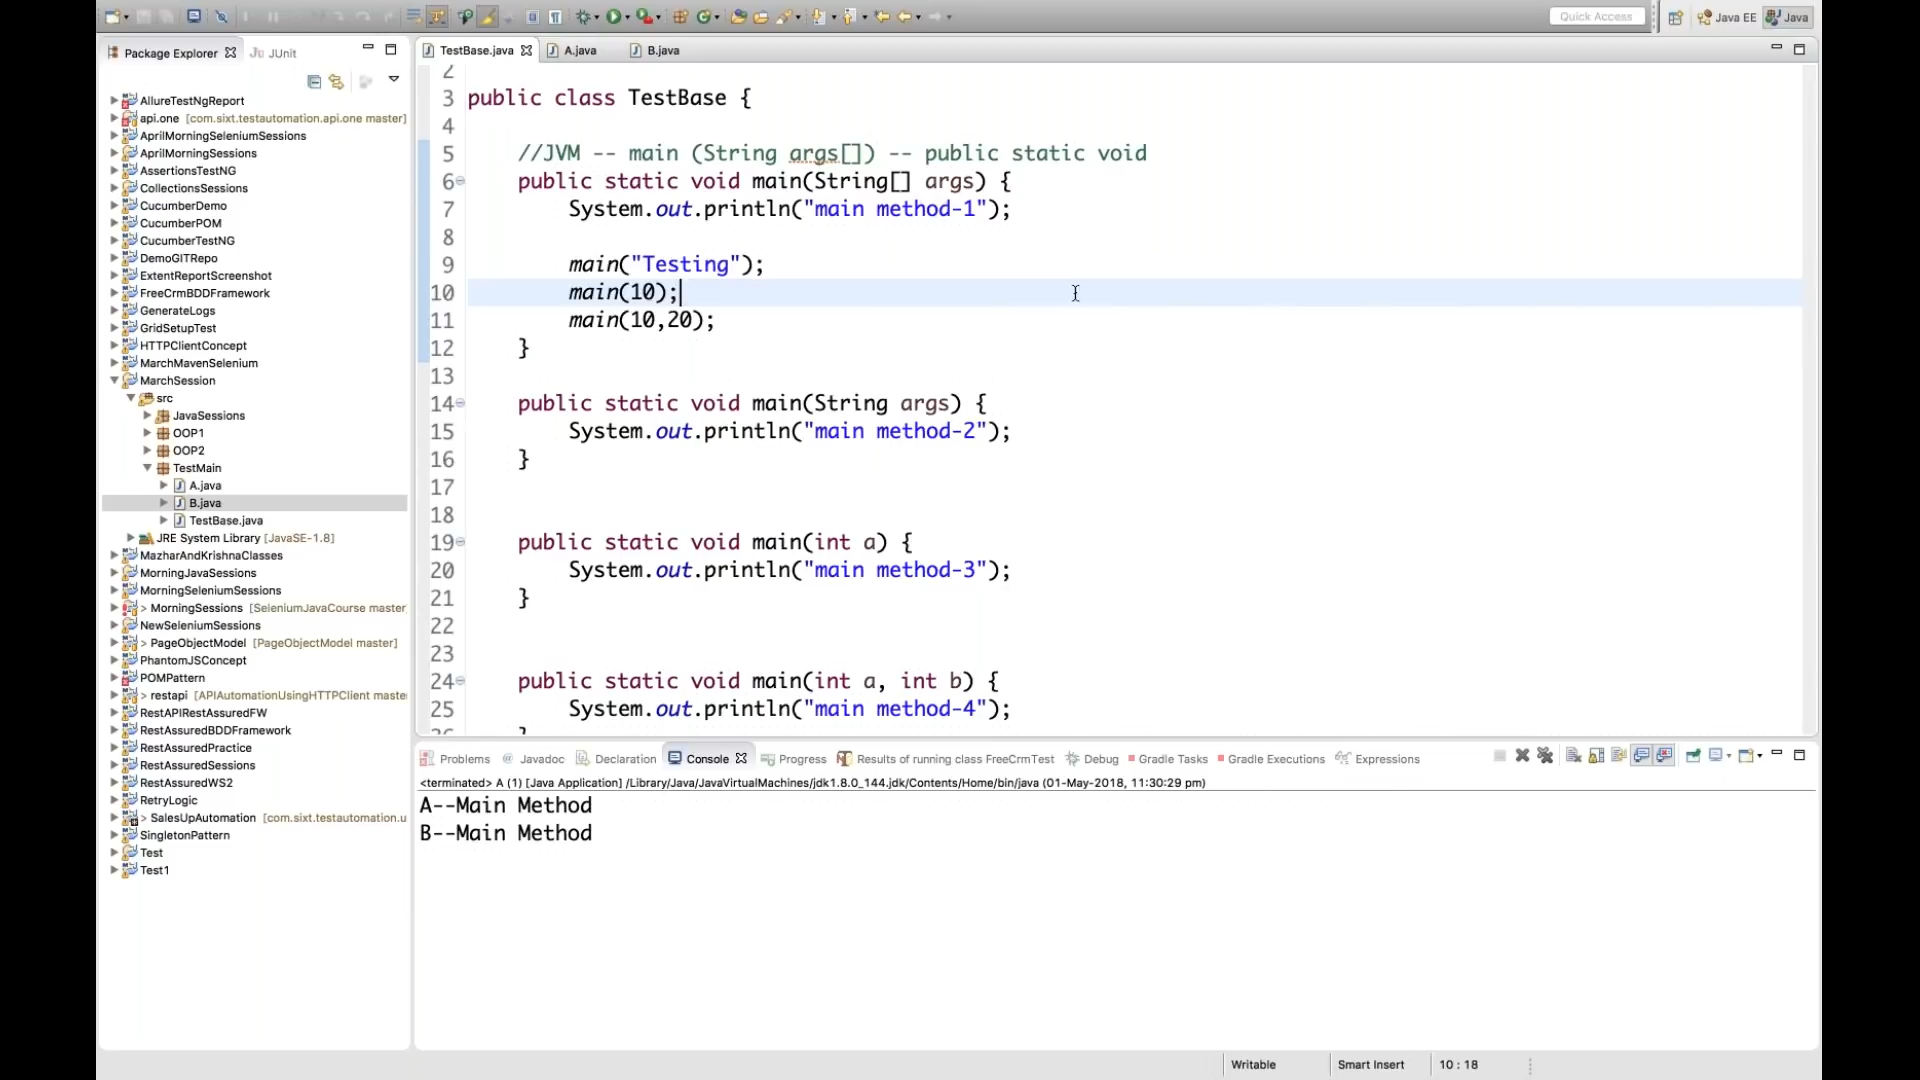 Quick Access
Java EE
Java
Package Explorer
JUnit
AllureTestNgReport
api.one [com.sixt.testautomation.api.one master]
AprilMorningSeleniumSessions
AprilMorningSessions
AssertionsTestNG
CollectionsSessions
CucumberDemo
CucumberPOM
CucumberTestNG
DemoGITRepo
ExtentReportScreenshot
FreeCrmBDDFramework
GenerateLogs
GridSetupTest
HTTPClientConcept
MarchMavenSelenium
MarchSession
src
JavaSessions
OOP1
OOP2
TestMain
A.java
B.java
TestBase.java
JRE System Library [JavaSE-1.8]
MazharAndKrishnaClasses
MorningJavaSessions
MorningSeleniumSessions
> MorningSessions [SeleniumJavaCourse master
NewSeleniumSessions
> PageObjectModel [PageObjectModel master]
PhantomJSConcept
POMPattern
> restapi [APIAutomationUsingHTTPClient maste
RestAPIRestAssuredFW
RestAssuredBDDFramework
RestAssuredPractice
RestAssuredSessions
RestAssuredWS2
RetryLogic
> SalesUpAutomation [com.sixt.testautomation.u
SingletonPattern
Test
Test1
TestBase.java
A.java
B.java
2
3 public class TestBase {
4
5 //JVM -- main (String args[]) -- public static void
6 public static void main(String[] args) {
7 System.out.println("main method-1");
8
9 main("Testing");
10 main(10);
11 main(10,20);
12 }
13
14 public static void main(String args) {
15 System.out.println("main method-2");
16 }
17
18
19 public static void main(int a) {
20 System.out.println("main method-3");
21 }
22
23
24 public static void main(int a, int b) {
25 System.out.println("main method-4");
26 }
Problems
@ Javadoc
Declaration
Console
Progress
Results of running class FreeCrmTest
Debug
Gradle Tasks
Gradle Executions
Expressions
<terminated> A (1) [Java Application] /Library/Java/JavaVirtualMachines/jdk1.8.0_144.jdk/Contents/Home/bin/java (01-May-2018, 11:30:29 pm)
A--Main Method
B--Main Method
Writable
Smart Insert
10 : 18